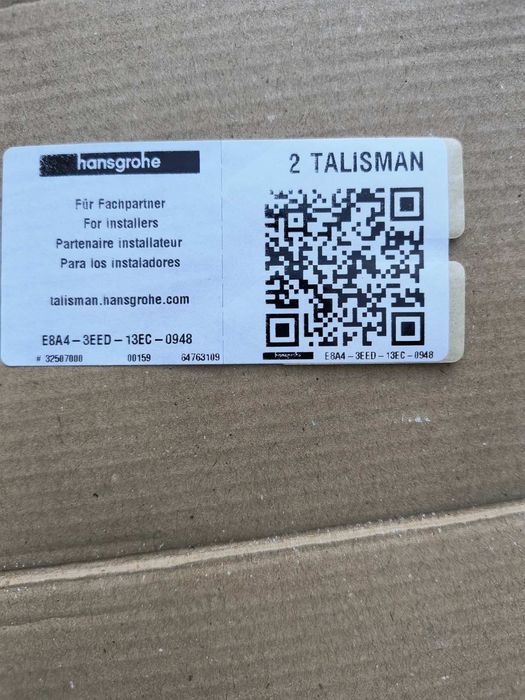 hansgrohe
Für Fachpartner
For Installers
Partenaire installateur
Para los instaladores
talisman.hansgrohe.com
E8A4-3EED-13EC-0948
# 32507000 00159 64763109
2 TALISMAN
hansgrohe E8A4-3EED-13EC-0948